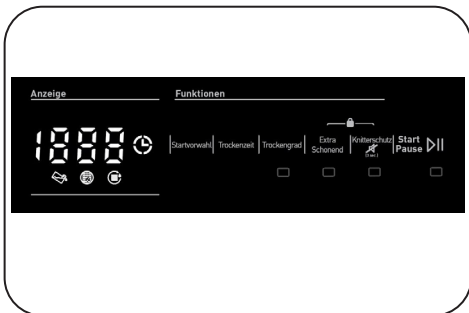 Anzeige
Funktionen
1888
Startvorwahl
Trockenzeit
Trockengrad
Extra
Schonend
Knitterschutz
Start
Pause